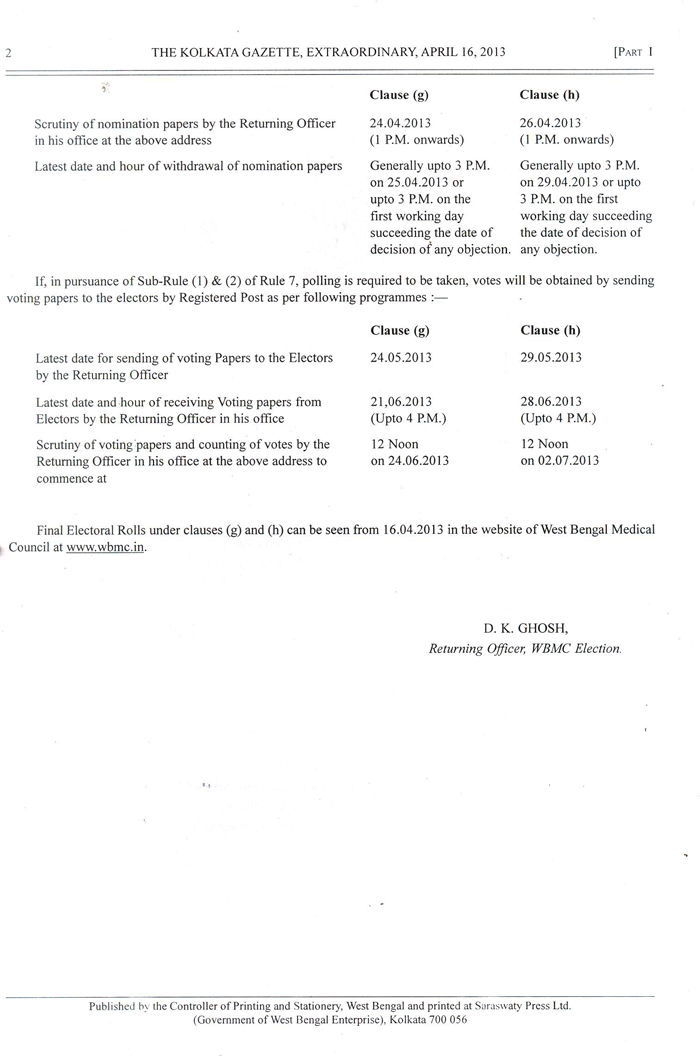 2 THE KOLKATA GAZETTE, EXTRAORDINARY, APRIL 16, 2013 [PART I
Clause (g) Clause (h)
Scrutiny of nomination papers by the Returning Officer 24.04.2013 26.04.2013
in his office at the above address (1 P.M. onwards) (1 P.M. onwards)
Latest date and hour of withdrawal of nomination papers Generally upto 3 P.M. Generally upto 3 P.M.
on 25.04.2013 or on 29.04.2013 or upto
upto 3 P.M. on the 3 P.M. on the first
first working day working day succeeding
succeeding the date of the date of decision of
decision of any objection. any objection.
If, in pursuance of Sub-Rule (1) & (2) of Rule 7, polling is required to be taken, votes will be obtained by sending
voting papers to the electors by Registered Post as per following programmes :—
Clause (g) Clause (h)
Latest date for sending of voting Papers to the Electors 24.05.2013 29.05.2013
by the Returning Officer
Latest date and hour of receiving Voting papers from 21,06.2013 28.06.2013
Electors by the Returning Officer in his office (Upto 4 P.M.) (Upto 4 P.M.)
Scrutiny of voting papers and counting of votes by the 12 Noon 12 Noon
Returning Officer in his office at the above address to on 24.06.2013 on 02.07.2013
commence at
Final Electoral Rolls under clauses (g) and (h) can be seen from 16.04.2013 in the website of West Bengal Medical
Council at www.wbmc.in.
D. K. GHOSH,
Returning Officer, WBMC Election.
Published by the Controller of Printing and Stationery, West Bengal and printed at Saraswaty Press Ltd.
(Government of West Bengal Enterprise), Kolkata 700 056